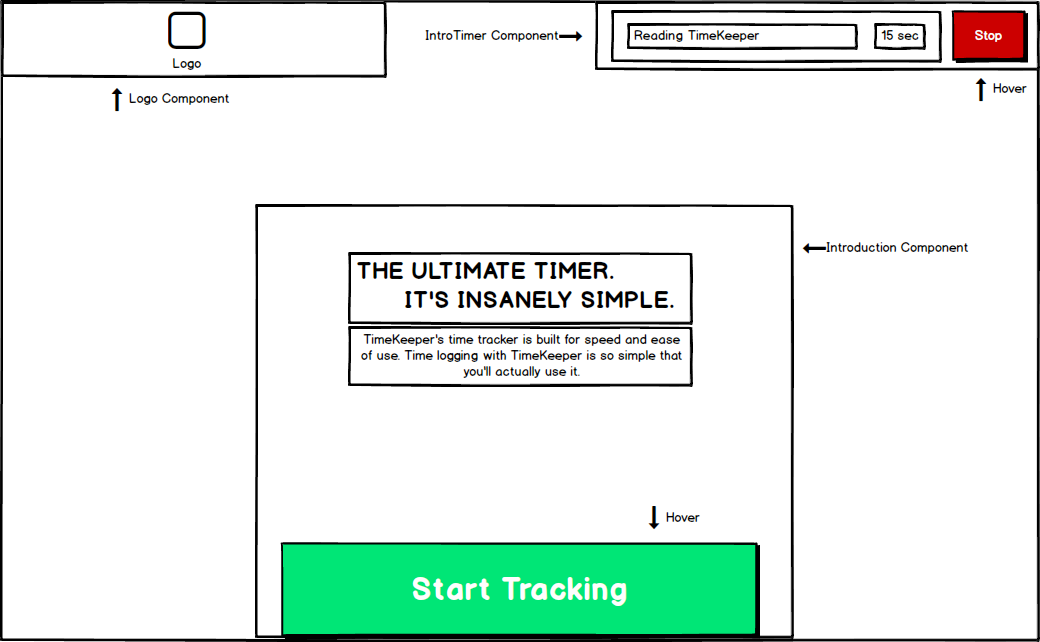 Logo
Logo Component
IntroTimer Component
Reading TimeKeeper
15 sec
Stop
Hover
Introduction Component
THE ULTIMATE TIMER.
IT'S INSANELY SIMPLE.
TimeKeeper's time tracker is built for speed and ease
of use. Time logging with TimeKeeper is so simple that
you'll actually use it.
Hover
Start Tracking